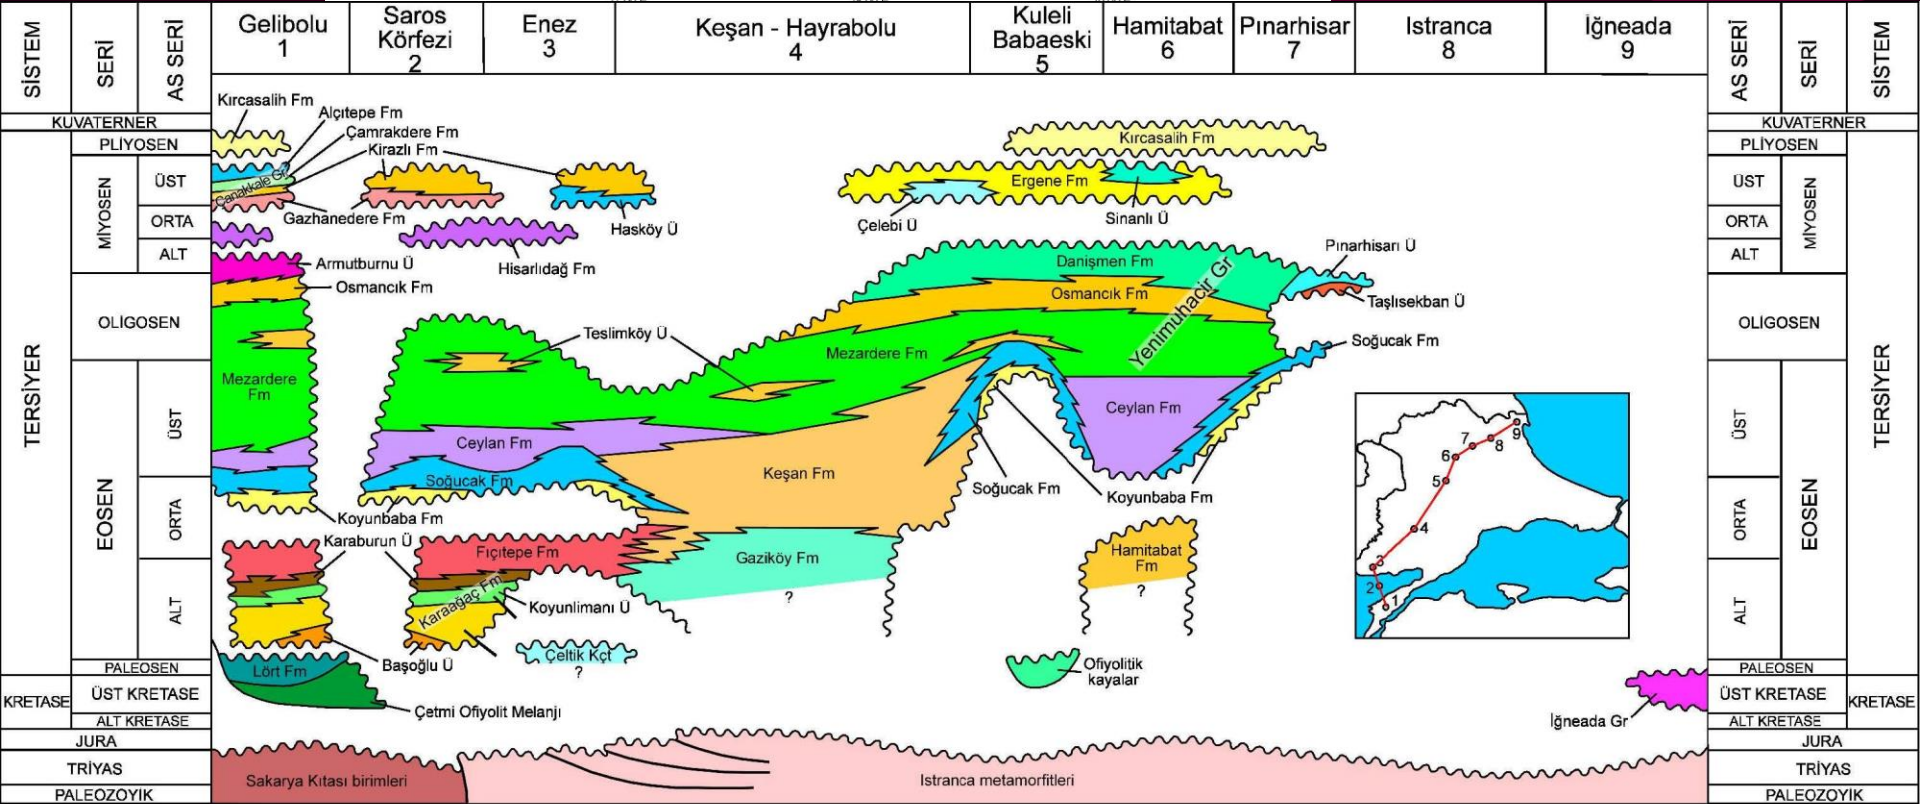 SİSTEM
SERİ
AS SERİ
Gelibolu
1
Saros
Körfezi
2
Enez
3
Keşan - Hayrabolu
4
Kuleli
Babaeski
5
Hamitabat
6
Pınarhisar
7
Istranca
8
İğneada
9
AS SERİ
SERİ
SİSTEM
KUVATERNER
TERSİYER
PLİYOSEN
MİYOSEN
ÜST
ORTA
ALT
OLİGOSEN
EOSEN
ÜST
ORTA
ALT
PALEOSEN
KRETASE
ÜST KRETASE
ALT KRETASE
JURA
TRİYAS
PALEOZOYIK
Kırcasalih Fm
Alçıtepe Fm
Çamrakdere Fm
Kirazlı Fm
Çanakkale Gr
Gazhanedere Fm
Hasköy Ü
Hisarlıdağ Fm
Armutburnu Ü
Osmancık Fm
Mezardere
Fm
Teslimköy Ü
Ceylan Fm
Soğucak Fm
Koyunbaba Fm
Karaburun Ü
Fıçıtepe Fm
Karaağaç Fm
Koyunlimanı Ü
Başoğlu Ü
Çeltik Kçt
?
Lört Fm
Çetmi Ofiyolit Melanjı
Sakarya Kıtası birimleri
Istranca metamorfitleri
Kırcasalih Fm
Ergene Fm
Çelebi Ü
Sinanlı Ü
Danişmen Fm
Osmancık Fm
Yenimuhacir Gr
Mezardere Fm
Keşan Fm
Gaziköy Fm
?
Pınarhisarı Ü
Taşlısekban Ü
Soğucak Fm
Ceylan Fm
Soğucak Fm
Koyunbaba Fm
Hamitabat
Fm
?
Ofiyolitik
kayalar
İğneada Gr
9
8
7
6
5
4
3
2
1
KUVATERNER
PLİYOSEN
MİYOSEN
ÜST
ORTA
ALT
OLİGOSEN
TERSİYER
EOSEN
ÜST
ORTA
ALT
PALEOSEN
ÜST KRETASE
KRETASE
ALT KRETASE
JURA
TRİYAS
PALEOZOYIK